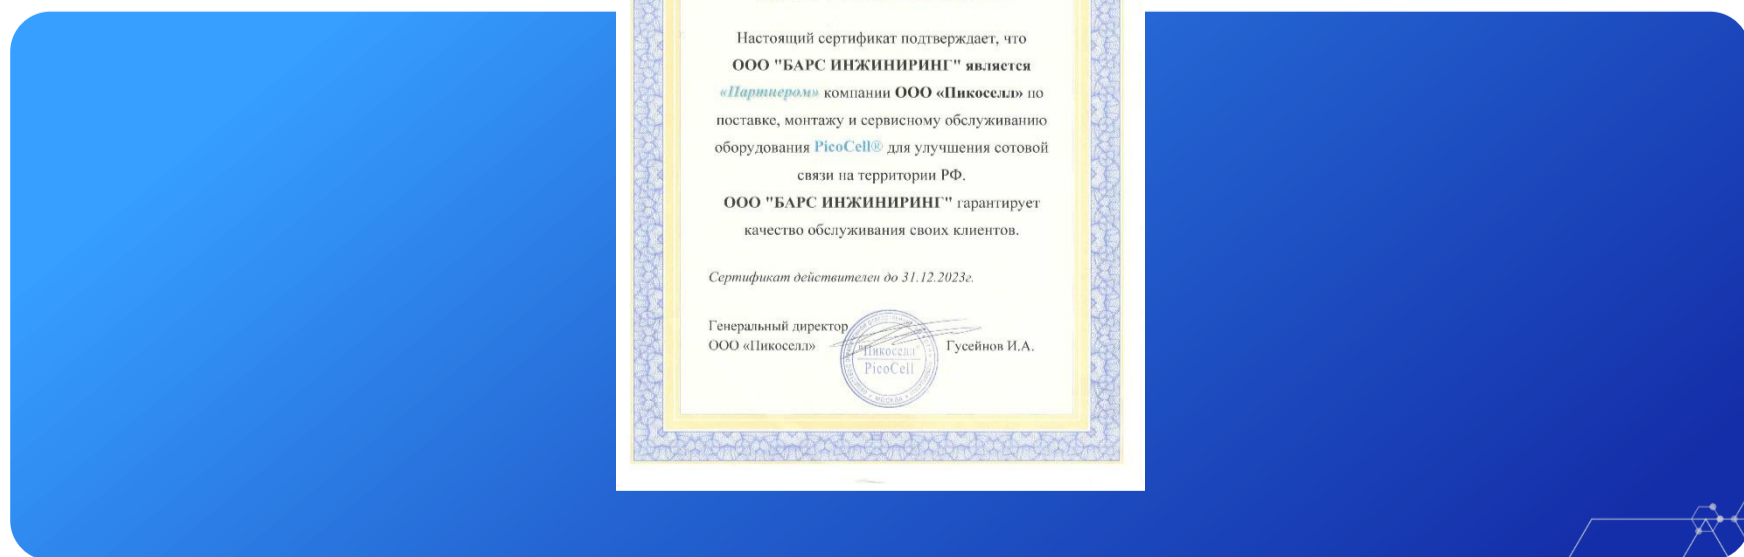 Настоящий сертификат подтверждает, что
ООО "БАРС ИНЖИНИРИНГ" является
«Партнером» компании ООО «Пикоселл» по
поставке, монтажу и сервисному обслуживанию
оборудования PicoCell® для улучшения сотовой
связи на территории РФ.
ООО "БАРС ИНЖИНИРИНГ" гарантирует
качество обслуживания своих клиентов.
Сертификат действителен до 31.12.2023г.
Генеральный директор
ООО «Пикоселл»
Гусейнов И.А.
"Пикоселл"
PicoCell
МОСКВА